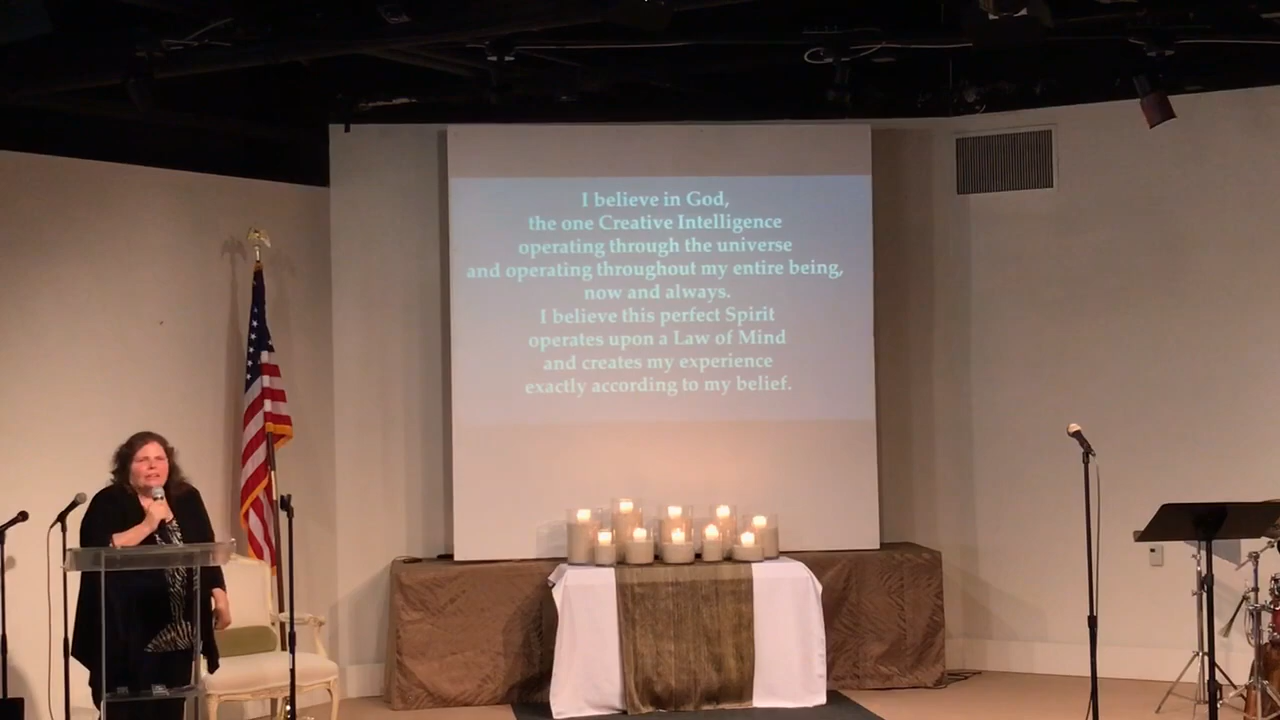 I believe in God,
the one Creative Intelligence
operating through the universe
and operating throughout my entire being,
now and always.
I believe this perfect Spirit
operates upon a Law of Mind
and creates my experience
exactly according to my belief.